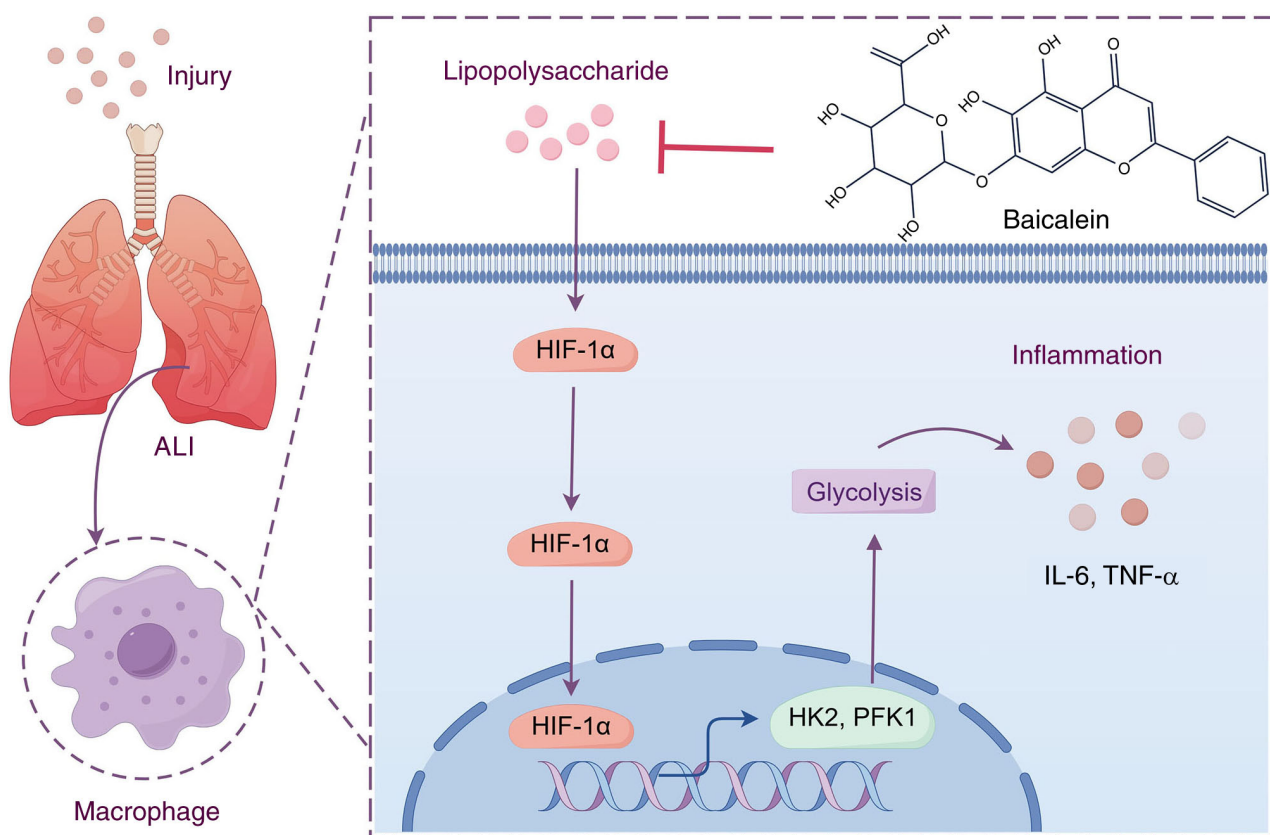 Injury
ALI
Macrophage
Lipopolysaccharide
OH
HO
HO
HO
O
O
HO
OH
O
O
Baicalein
HIF-1α
HIF-1α
HIF-1α
HK2, PFK1
Glycolysis
Inflammation
IL-6, TNF-α